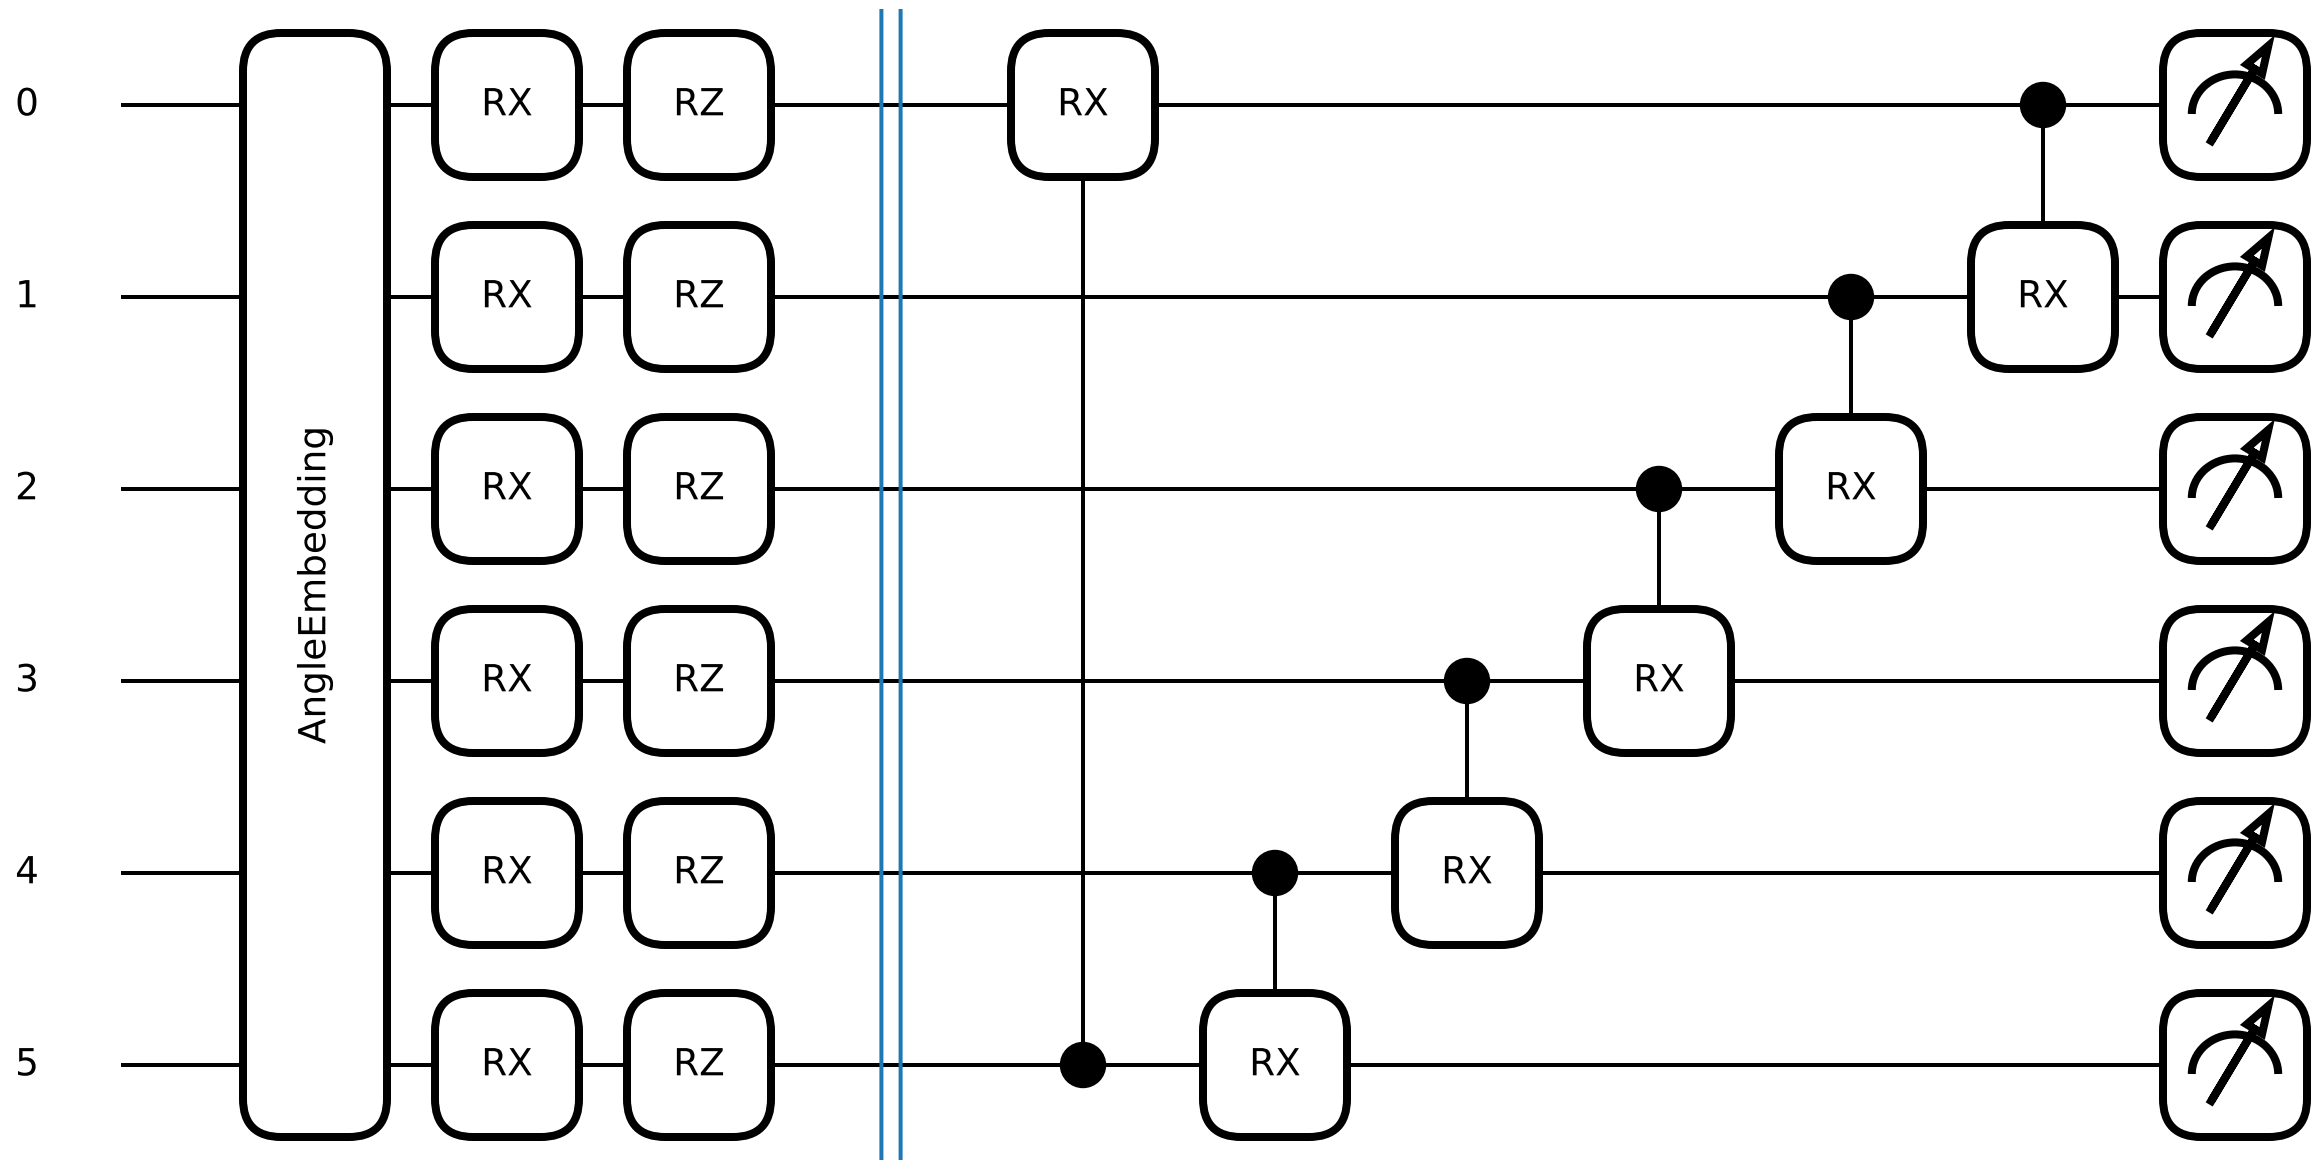 0 RX RZ RX
1 RX RZ RX
2 RX RZ RX
AngleEmbedding
3 RX RZ RX
4 RX RZ RX
5 RX RZ RX